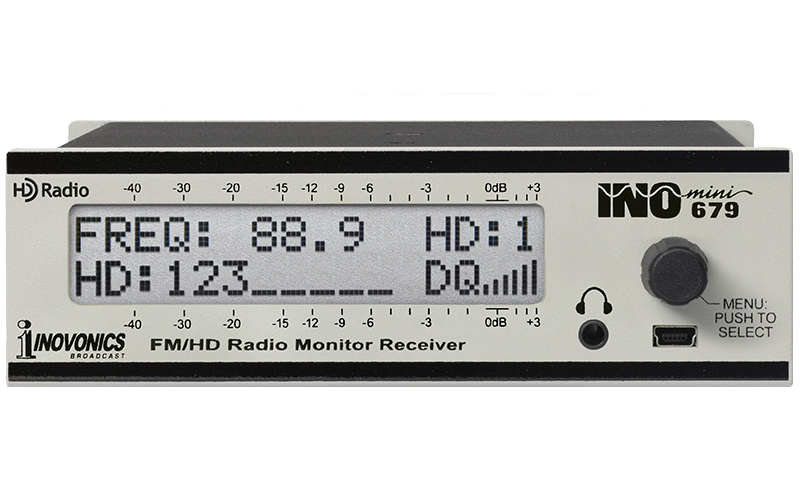 HD Radio
-40 -30 -20 -15 -12 -9 -6 -3 0dB +3
INO mini 679
FREQ: 88.9 HD:1
HD:123_____ DQ
MENU:
PUSH TO
SELECT
-40 -30 -20 -15 -12 -9 -6 -3 0dB +3
INOVONICS
BROADCAST
FM/HD Radio Monitor Receiver